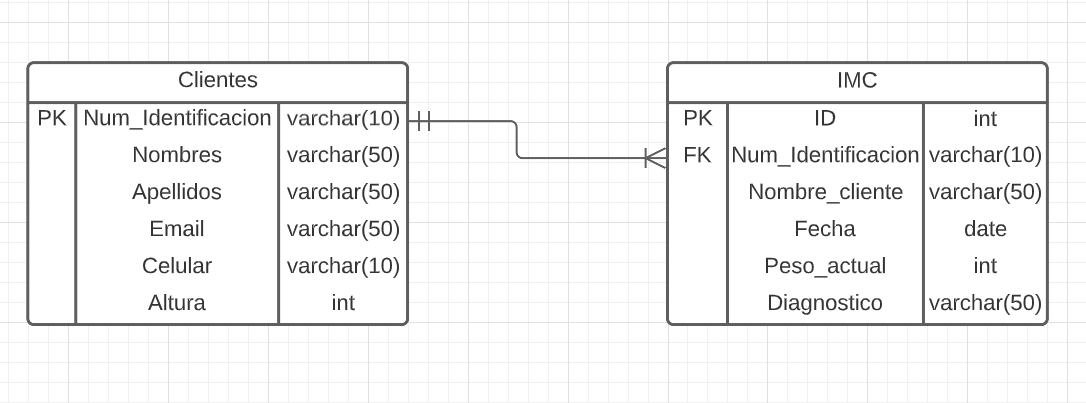 Clientes
PK Num_Identificacion varchar(10)
Nombres varchar(50)
Apellidos varchar(50)
Email varchar(50)
Celular varchar(10)
Altura int
IMC
PK ID int
FK Num_Identificacion varchar(10)
Nombre_cliente varchar(50)
Fecha date
Peso_actual int
Diagnostico varchar(50)